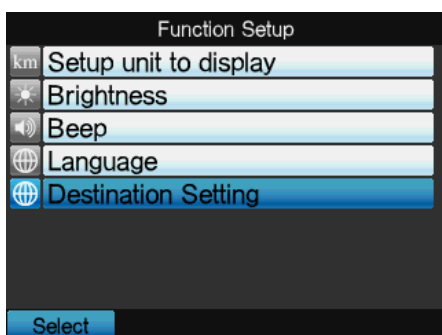 Function Setup
km Setup unit to display
Brightness
Beep
Language
Destination Setting
Select